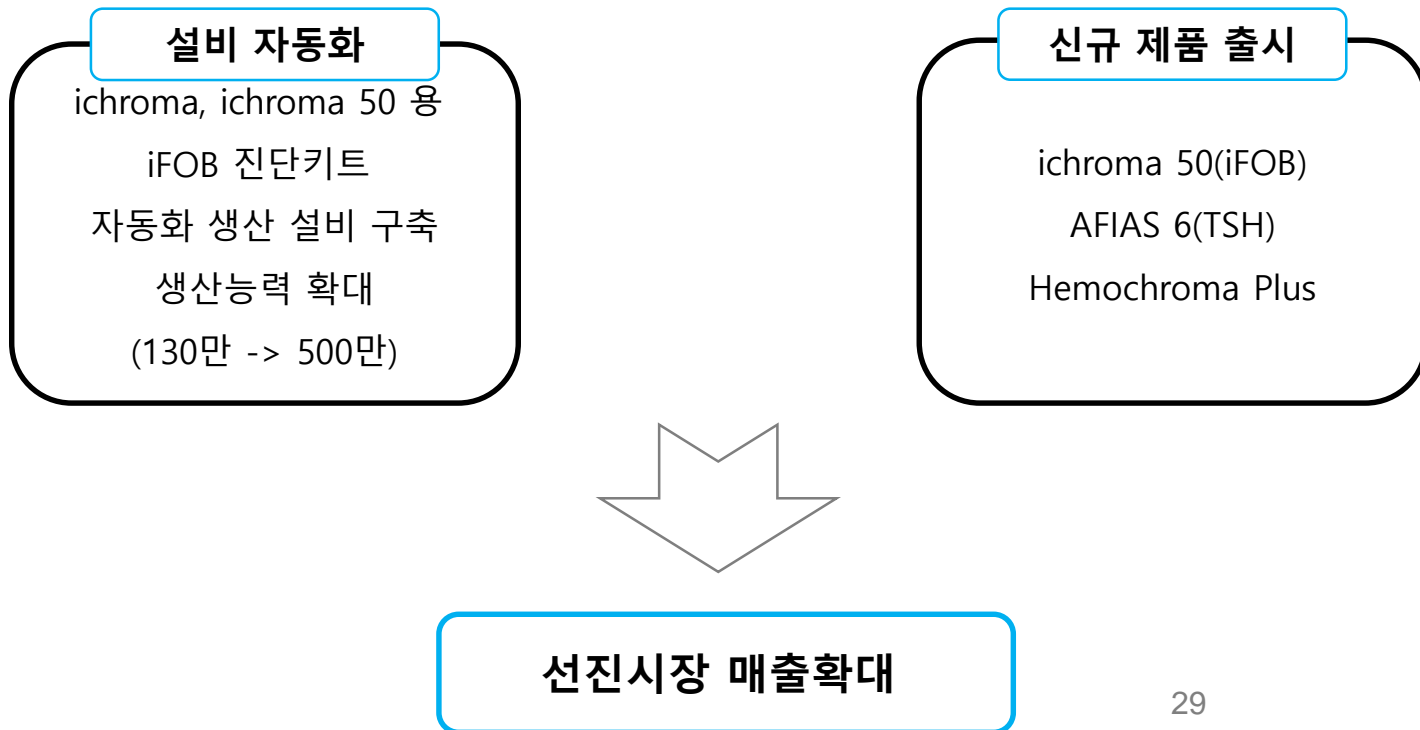 설비 자동화
ichroma, ichroma 50 용
iFOB 진단키트
자동화 생산 설비 구축
생산능력 확대
(130만 -> 500만)
신규 제품 출시
ichroma 50(iFOB)
AFIAS 6(TSH)
Hemochroma Plus
선진시장 매출확대
29